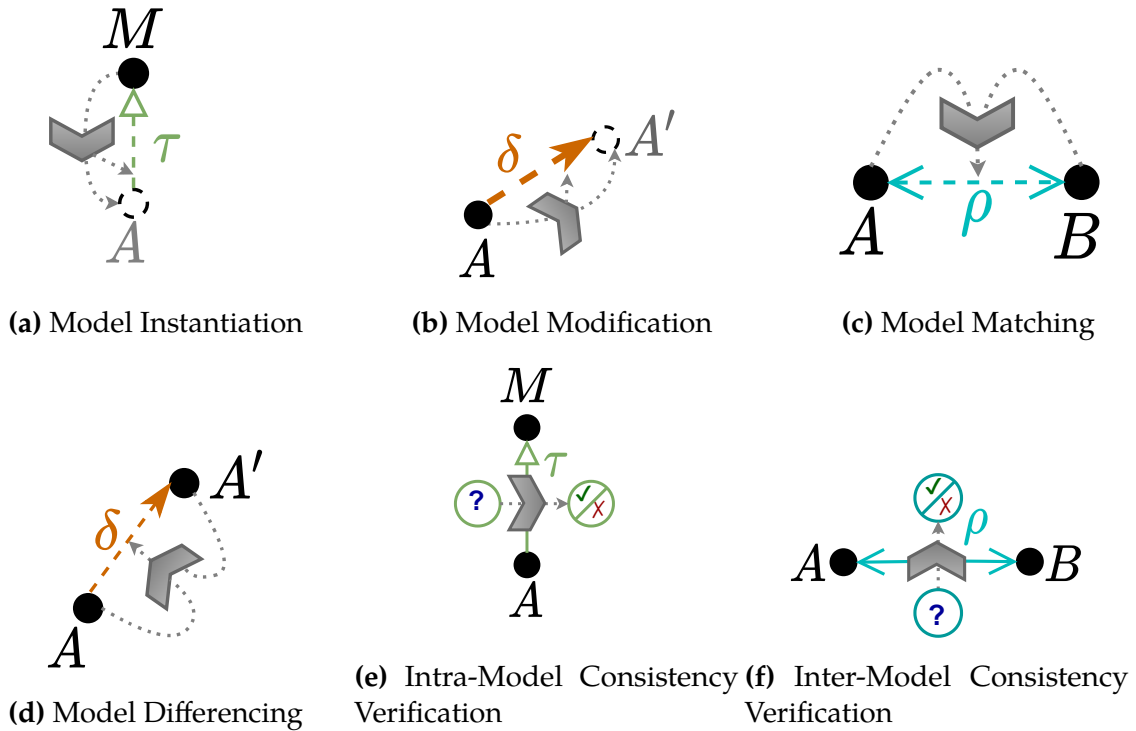 M
τ
A
(a) Model Instantiation
δ
A′
A
(b) Model Modification
ρ
A
B
(c) Model Matching
A′
δ
A
(d) Model Differencing
M
τ
?
✓
✗
A
(e) Intra-Model Consistency
Verification
✓
✗
ρ
A
B
?
(f) Inter-Model Consistency
Verification